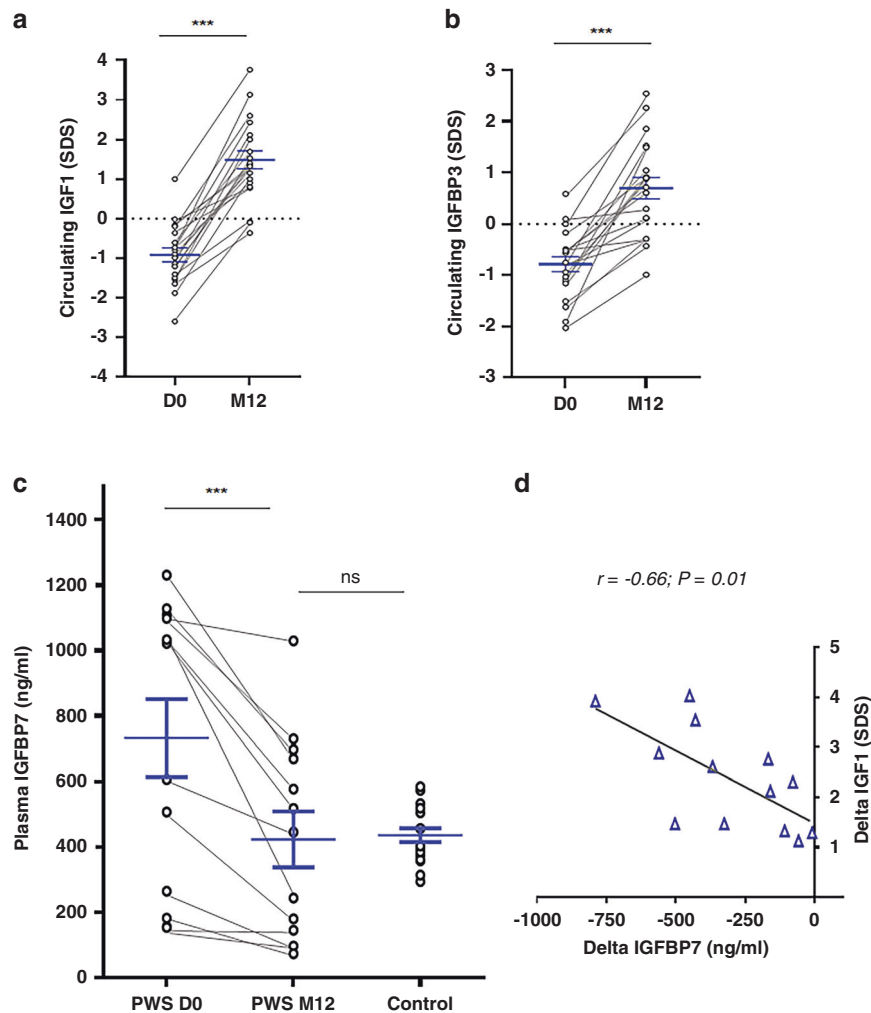 a
***
Circulating IGF1 (SDS)
4
3
2
1
0
-1
-2
-3
-4
D0 M12
b
***
Circulating IGFBP3 (SDS)
3
2
1
0
-1
-2
-3
D0 M12
c
***
ns
Plasma IGFBP7 (ng/ml)
1400
1200
1000
800
600
400
200
0
PWS D0 PWS M12 Control
d
r = -0.66; P = 0.01
5
4
3
2
1
Delta IGF1 (SDS)
-1000 -750 -500 -250 0
Delta IGFBP7 (ng/ml)